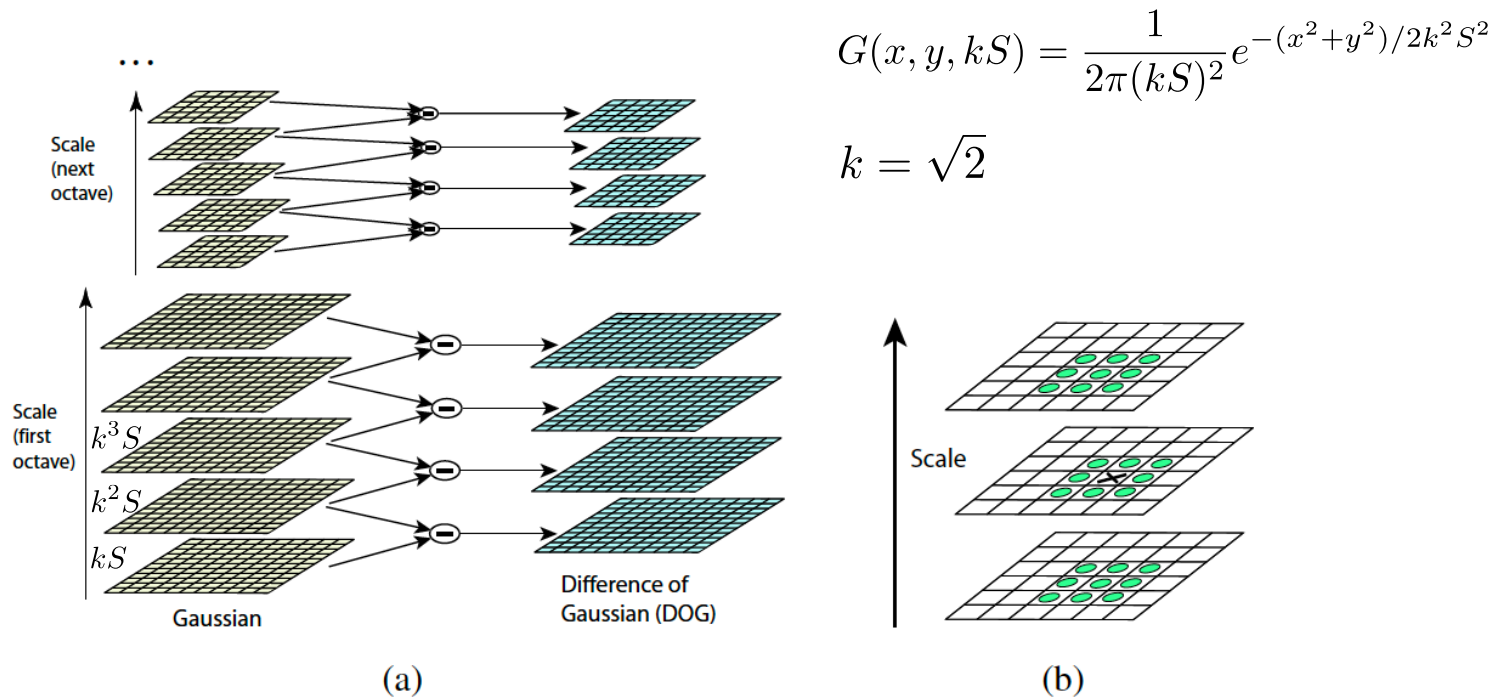 ...
Scale
(next
octave)
Scale
(first
octave)
k³S
k²S
kS
Gaussian
Difference of
Gaussian (DOG)
(a)
G(x, y, kS) = \frac{1}{2π(kS)²} e^{-(x²+y²)/2k²S²}
k = √2
Scale
(b)